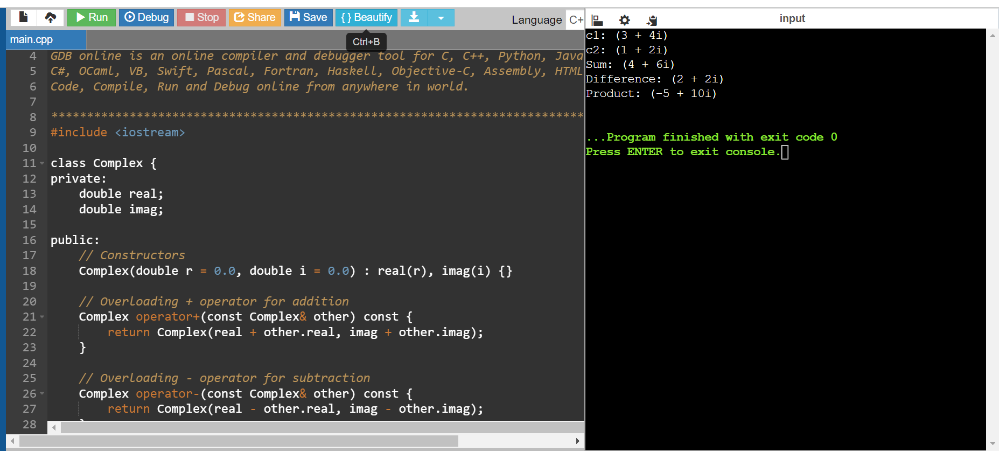 Run Debug Stop Share Save { } Beautify
Language C+
main.cpp
Ctrl+B
4 GDB online is an online compiler and debugger tool for C, C++, Python, Java
5 C#, OCaml, VB, Swift, Pascal, Fortran, Haskell, Objective-C, Assembly, HTML
6 Code, Compile, Run and Debug online from anywhere in world.
7
8 ***************************************************************************
9 #include <iostream>
10
11 class Complex {
12 private:
13     double real;
14     double imag;
15
16 public:
17     // Constructors
18     Complex(double r = 0.0, double i = 0.0) : real(r), imag(i) {}
19
20     // Overloading + operator for addition
21     Complex operator+(const Complex& other) const {
22         return Complex(real + other.real, imag + other.imag);
23     }
24
25     // Overloading - operator for subtraction
26     Complex operator-(const Complex& other) const {
27         return Complex(real - other.real, imag - other.imag);
28
input
c1: (3 + 4i)
c2: (1 + 2i)
Sum: (4 + 6i)
Difference: (2 + 2i)
Product: (-5 + 10i)
...Program finished with exit code 0
Press ENTER to exit console.